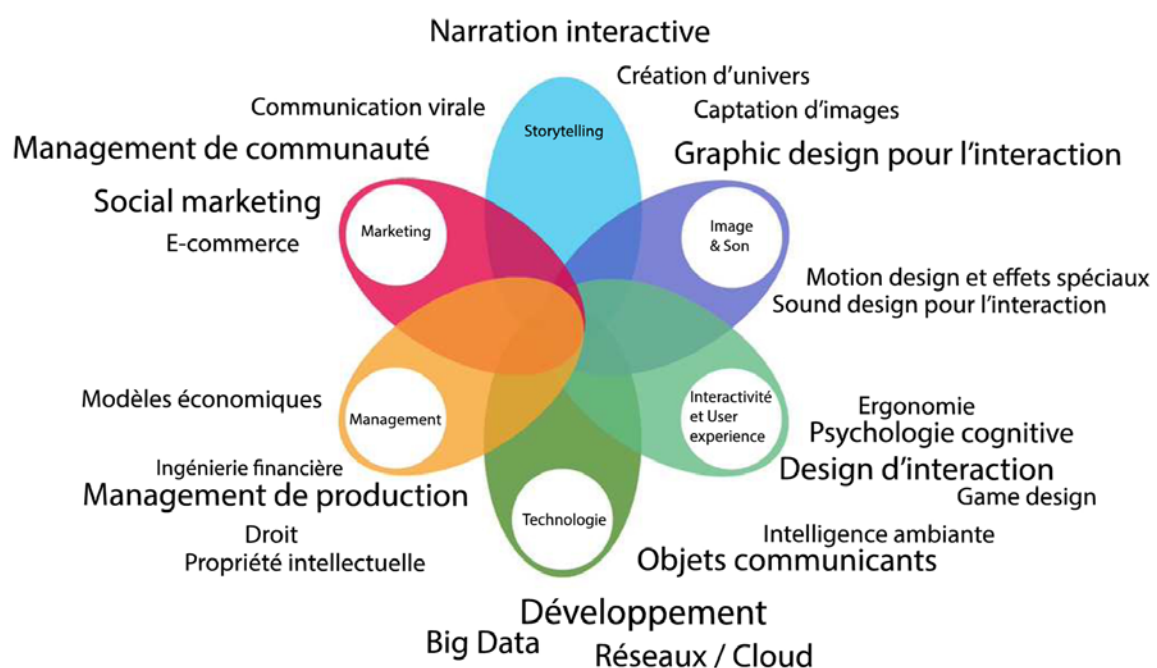 Narration interactive
Création d'univers
Communication virale
Captation d'images
Storytelling
Management de communauté
Graphic design pour l'interaction
Social marketing
Marketing
Image
& Son
E-commerce
Motion design et effets spéciaux
Sound design pour l'interaction
Modèles économiques
Management
Interactivité
et User
experience
Ergonomie
Psychologie cognitive
Ingénierie financière
Design d'interaction
Management de production
Game design
Technologie
Droit
Intelligence ambiante
Propriété intellectuelle
Objets communicants
Développement
Big Data
Réseaux / Cloud